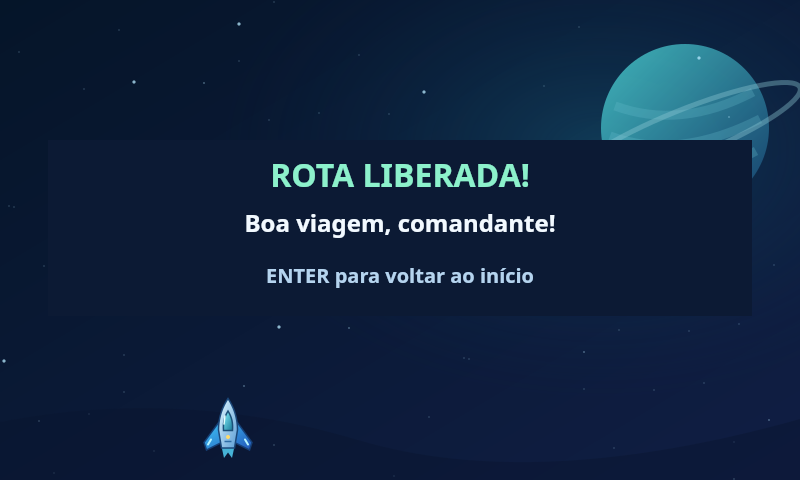 ROTA LIBERADA!
Boa viagem, comandante!
ENTER para voltar ao início